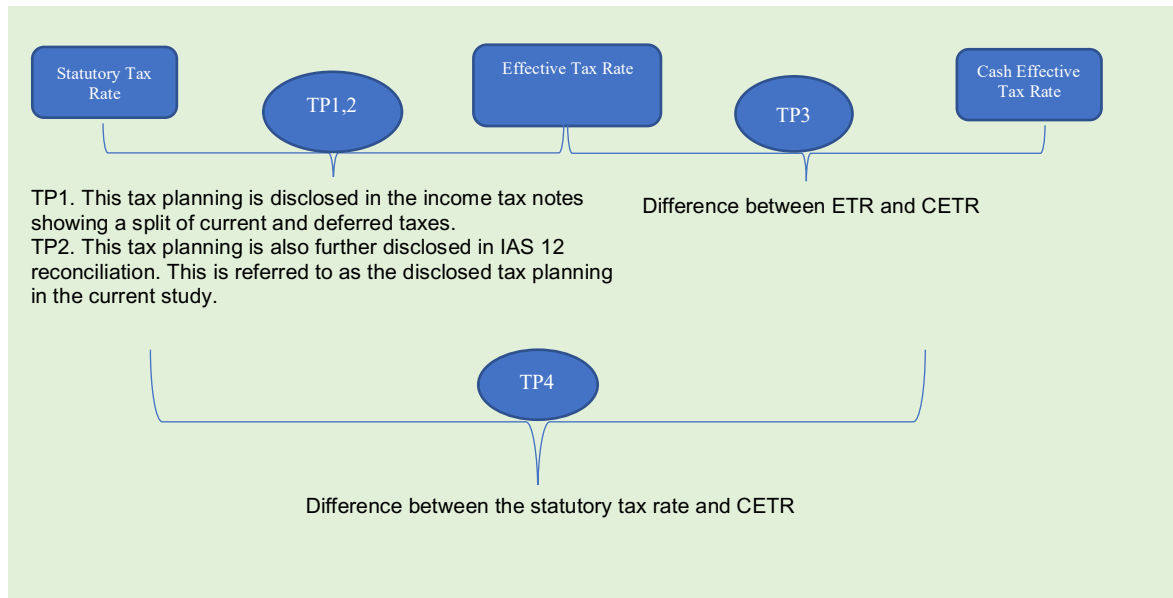 Statutory Tax
Rate
TP1,2
Effective Tax Rate
TP3
Cash Effective
Tax Rate
TP1. This tax planning is disclosed in the income tax notes
showing a split of current and deferred taxes.
TP2. This tax planning is also further disclosed in IAS 12
reconciliation. This is referred to as the disclosed tax planning
in the current study.
Difference between ETR and CETR
TP4
Difference between the statutory tax rate and CETR